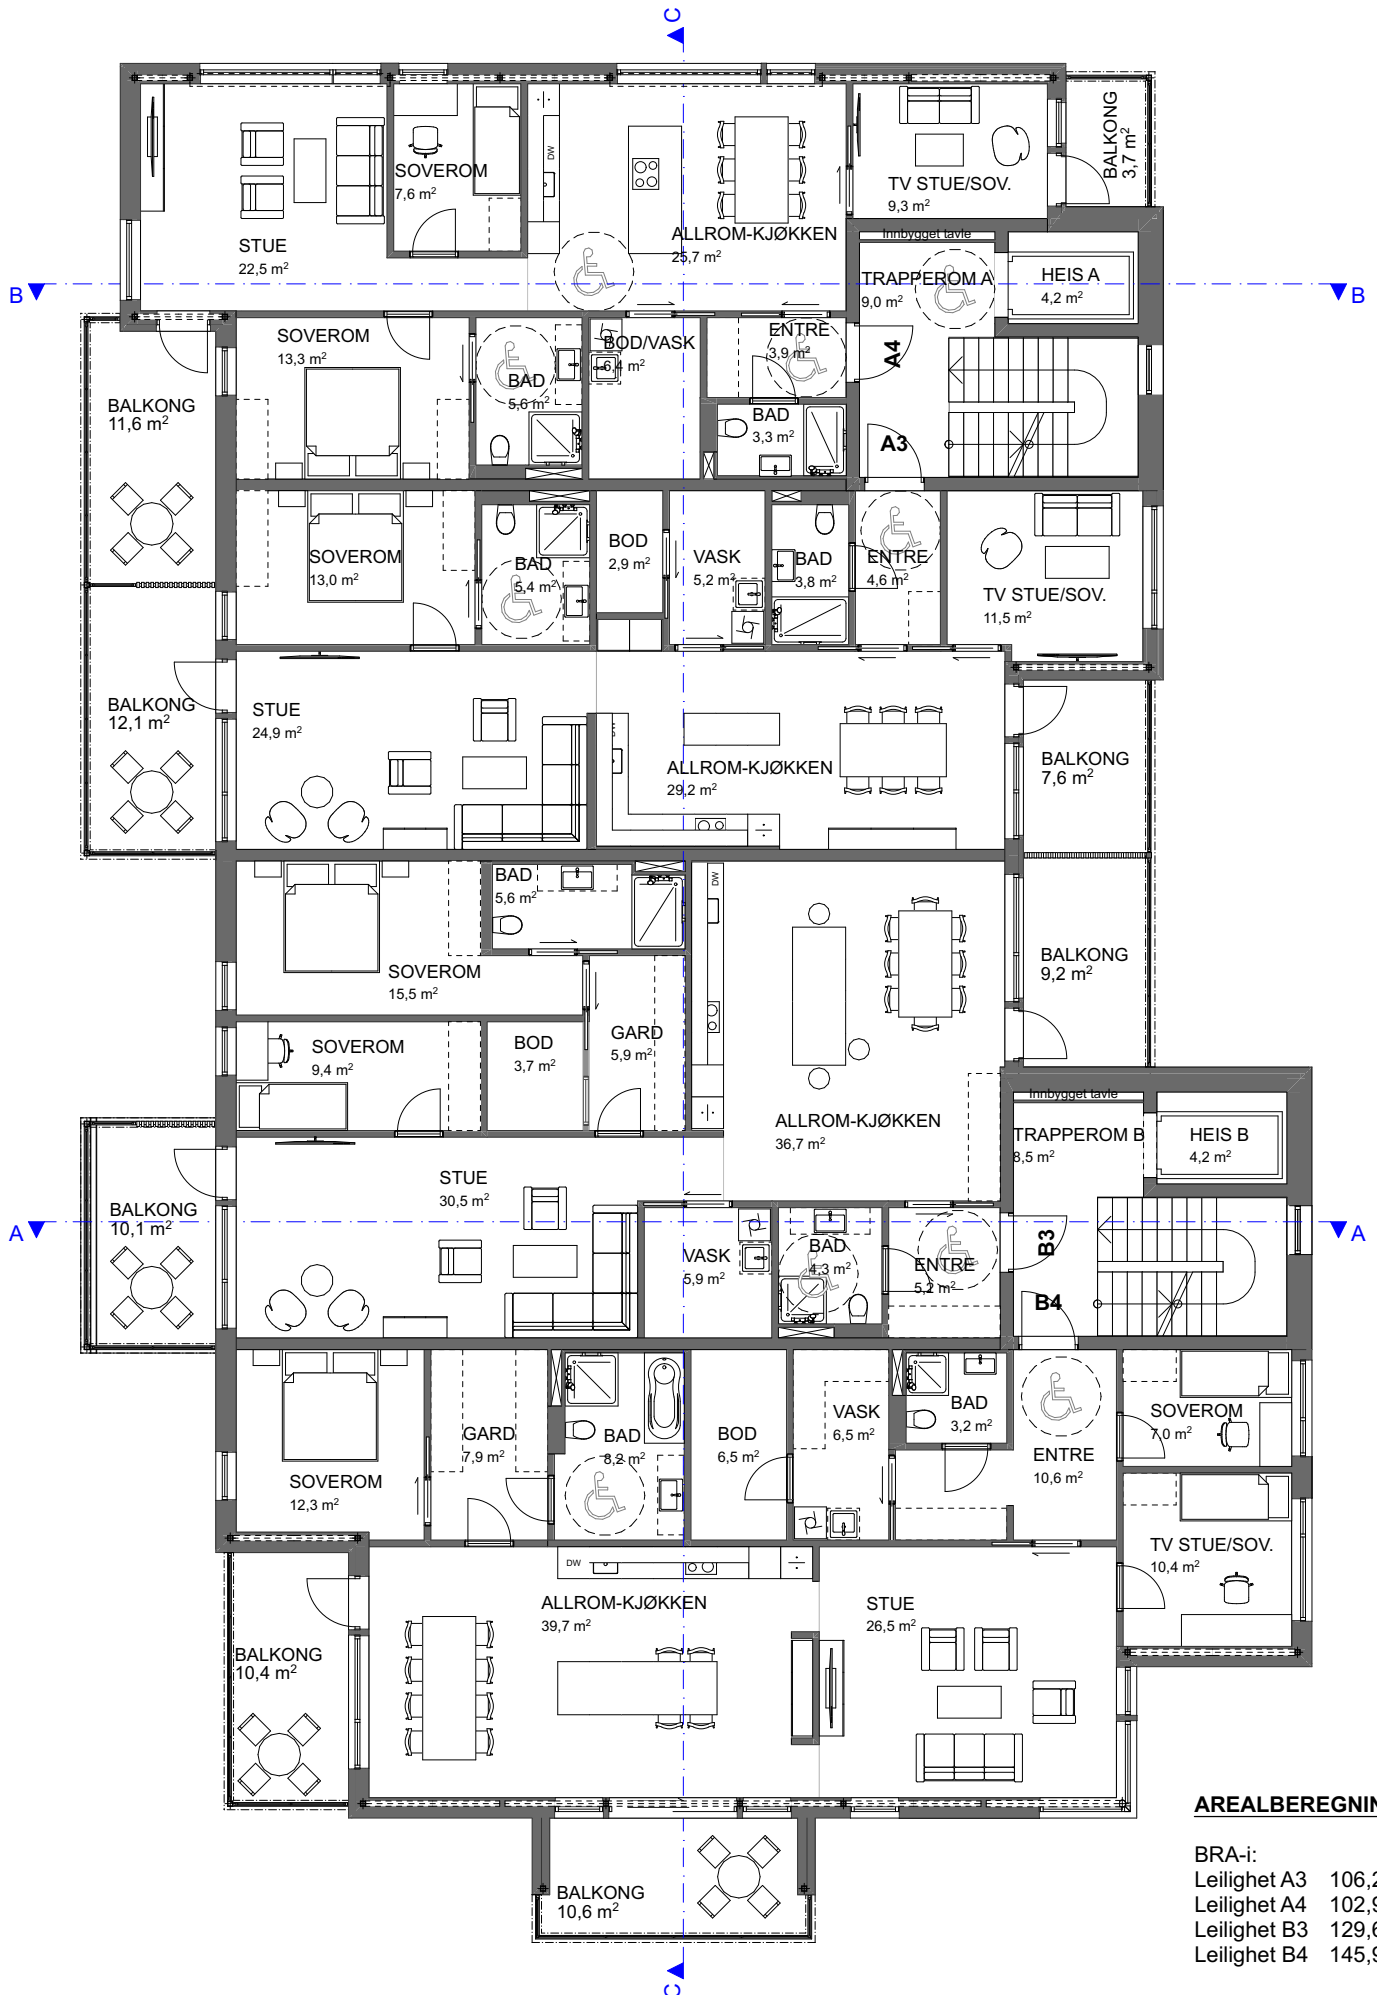 C
BALKONG
3,7 m²
SOVEROM
7,6 m²
DW
TV STUE/SOV.
9,3 m²
STUE
22,5 m²
ALLROM-KJØKKEN
25,7 m²
Innbygget tavle
TRAPPEROM A
9,0 m²
HEIS A
4,2 m²
B
B
SOVEROM
13,3 m²
BAD
5,6 m²
BOD/VASK
6,4 m²
ENTRE
3,9 m²
A4
BALKONG
11,6 m²
BAD
3,3 m²
A3
SOVEROM
13,0 m²
BAD
5,4 m²
BOD
2,9 m²
VASK
5,2 m²
BAD
3,8 m²
ENTRE
4,6 m²
TV STUE/SOV.
11,5 m²
BALKONG
12,1 m²
STUE
24,9 m²
ALLROM-KJØKKEN
29,2 m²
BALKONG
7,6 m²
BAD
5,6 m²
DW
SOVEROM
15,5 m²
BALKONG
9,2 m²
SOVEROM
9,4 m²
BOD
3,7 m²
GARD
5,9 m²
ALLROM-KJØKKEN
36,7 m²
Innbygget tavle
TRAPPEROM B
8,5 m²
HEIS B
4,2 m²
STUE
30,5 m²
BALKONG
10,1 m²
A
A
VASK
5,9 m²
BAD
4,3 m²
ENTRE
5,2 m²
B3
B4
SOVEROM
12,3 m²
GARD
7,9 m²
BAD
8,2 m²
BOD
6,5 m²
VASK
6,5 m²
BAD
3,2 m²
ENTRE
10,6 m²
SOVEROM
7,0 m²
TV STUE/SOV.
10,4 m²
DW
ALLROM-KJØKKEN
39,7 m²
STUE
26,5 m²
BALKONG
10,4 m²
BALKONG
10,6 m²
C
AREALBEREGNIN
BRA-i:
Leilighet A3 106,2
Leilighet A4 102,9
Leilighet B3 129,6
Leilighet B4 145,9